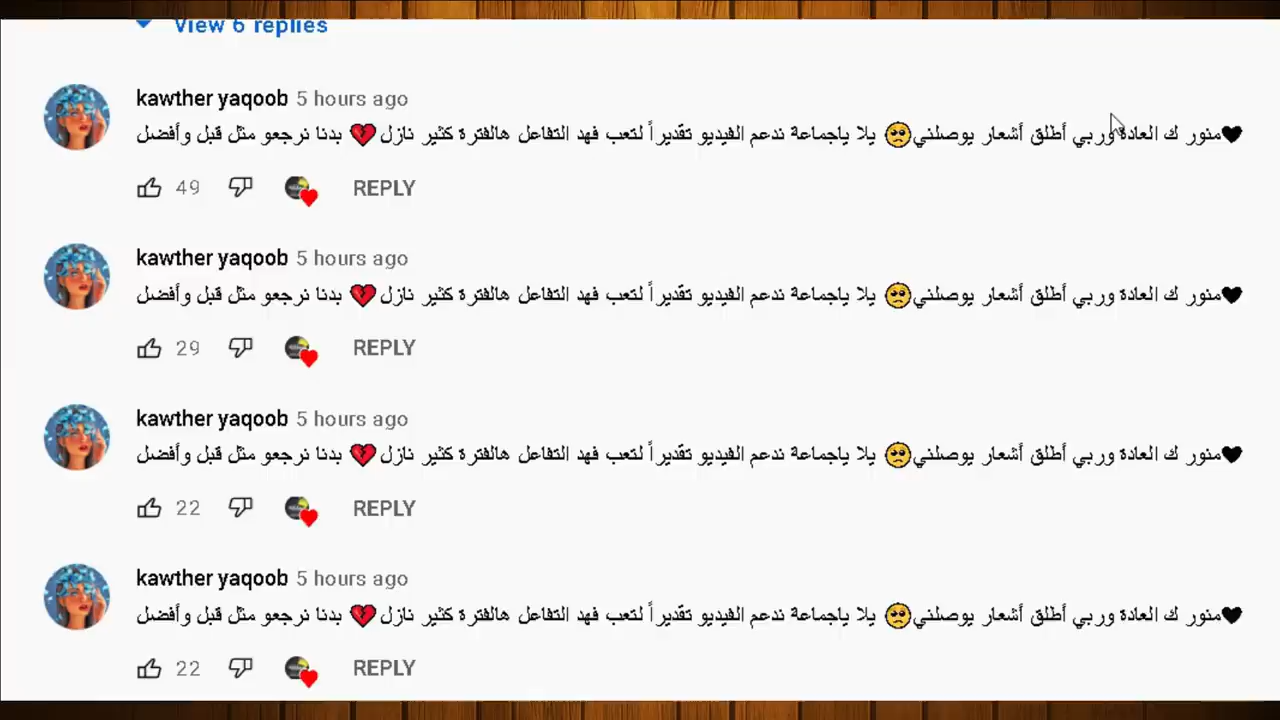 View 6 replies
kawther yaqoob 5 hours ago
🖤منور ك العادة وربي أطلق أشعار يوصلني🥺 يلا ياجماعة ندعم الفيديو تقديراً لتعب فهد التفاعل هالفترة كثير نازل💔 بدنا نرجعو مثل قبل وأفضل
49 REPLY
kawther yaqoob 5 hours ago
🖤منور ك العادة وربي أطلق أشعار يوصلني🥺 يلا ياجماعة ندعم الفيديو تقديراً لتعب فهد التفاعل هالفترة كثير نازل💔 بدنا نرجعو مثل قبل وأفضل
29 REPLY
kawther yaqoob 5 hours ago
🖤منور ك العادة وربي أطلق أشعار يوصلني🥺 يلا ياجماعة ندعم الفيديو تقديراً لتعب فهد التفاعل هالفترة كثير نازل💔 بدنا نرجعو مثل قبل وأفضل
22 REPLY
kawther yaqoob 5 hours ago
🖤منور ك العادة وربي أطلق أشعار يوصلني🥺 يلا ياجماعة ندعم الفيديو تقديراً لتعب فهد التفاعل هالفترة كثير نازل💔 بدنا نرجعو مثل قبل وأفضل
22 REPLY